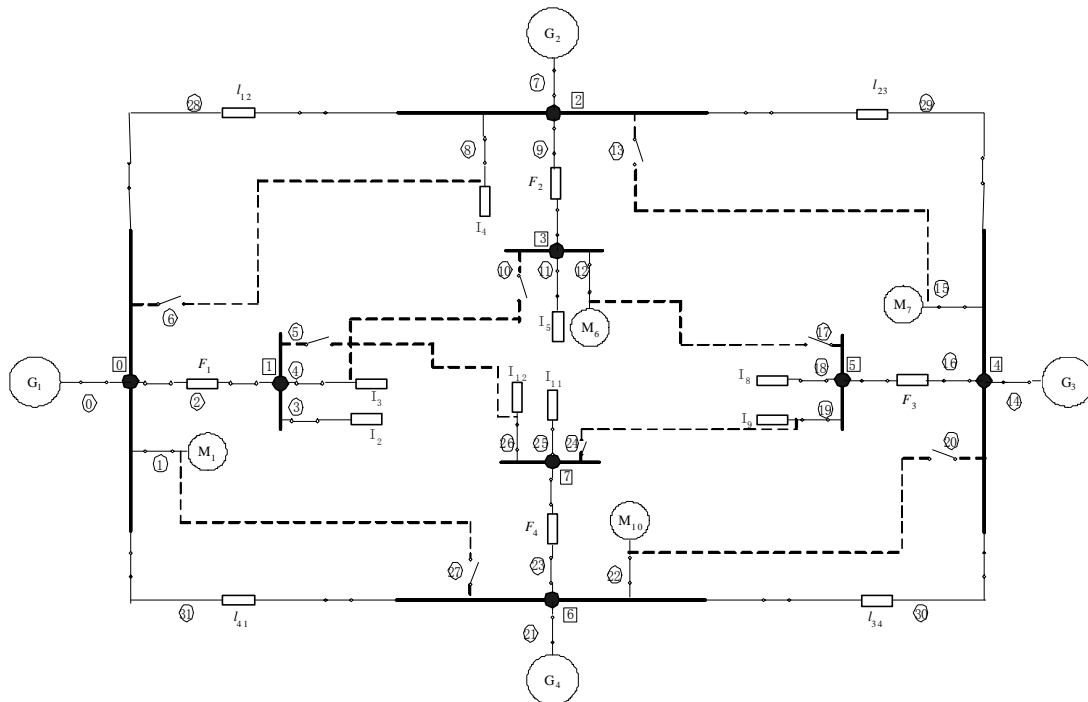 G₂
7
2
28
l₁₂
l₂₃
29
8
9
13
F₂
I₄
3
10
11
12
6
I₅
M₆
M₇
15
5
17
F₁
0
1
4
I₁₂
I₁₁
I₈
18
5
16
4
G₁
G₃
0
2
I₃
F₃
14
3
I₂
I₉
19
26
25
24
20
M₁
1
7
F₄
M₁₀
27
23
22
31
l₄₁
6
l₃₄
30
21
G₄